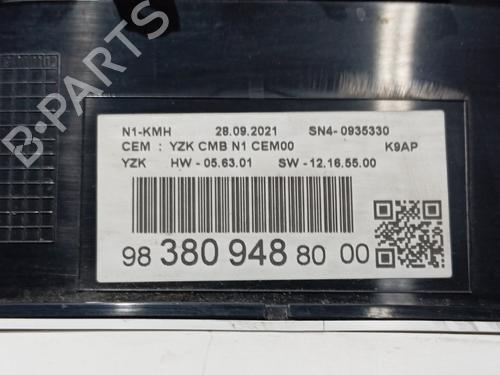 N1-KMH 28.09.2021 SN4- 0935330
CEM : YZK CMB N1 CEM00 K9AP
YZK HW - 05.63.01 SW - 12.16.55.00
98 380 948 80 00